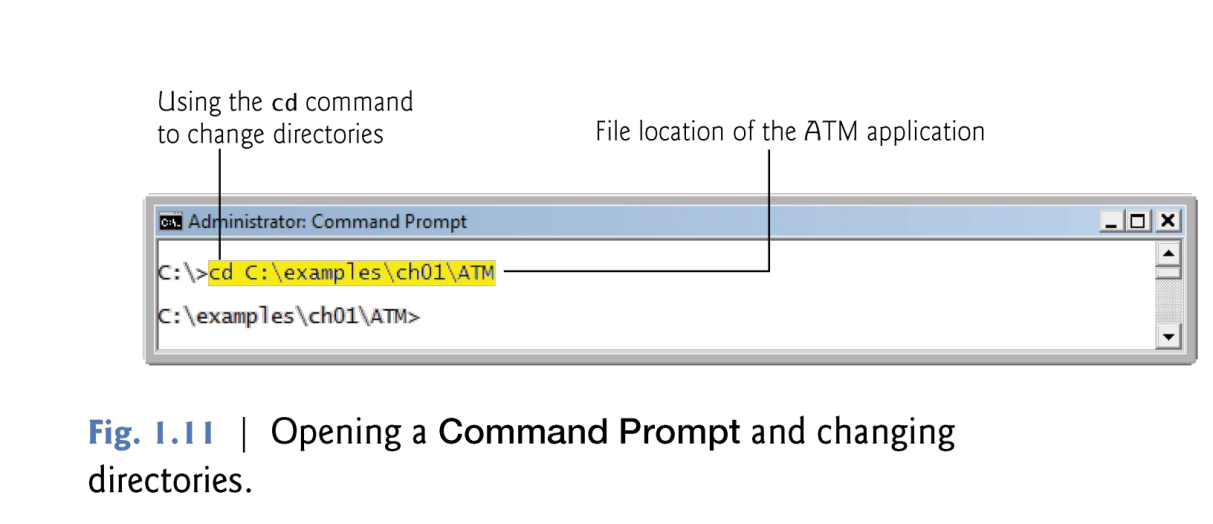 Using the cd command
to change directories
File location of the ATM application
Administrator: Command Prompt
C:\>cd C:\examples\ch01\ATM
C:\examples\ch01\ATM>
Fig. 1.11 | Opening a Command Prompt and changing
directories.